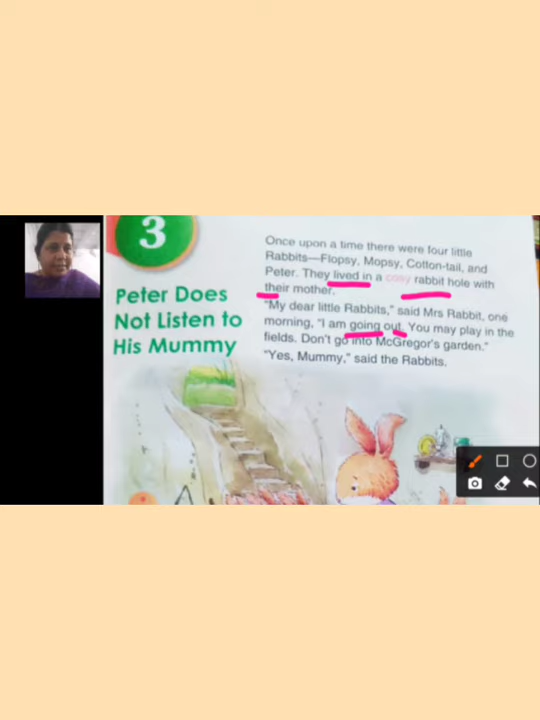 3
Peter Does
Not Listen to
His Mummy
Once upon a time there were four little
Rabbits—Flopsy, Mopsy, Cotton-tail, and
Peter. They lived in a cosy rabbit hole with
their mother.
"My dear little Rabbits," said Mrs Rabbit, one
morning, "I am going out. You may play in the
fields. Don't go into McGregor's garden."
"Yes, Mummy," said the Rabbits.